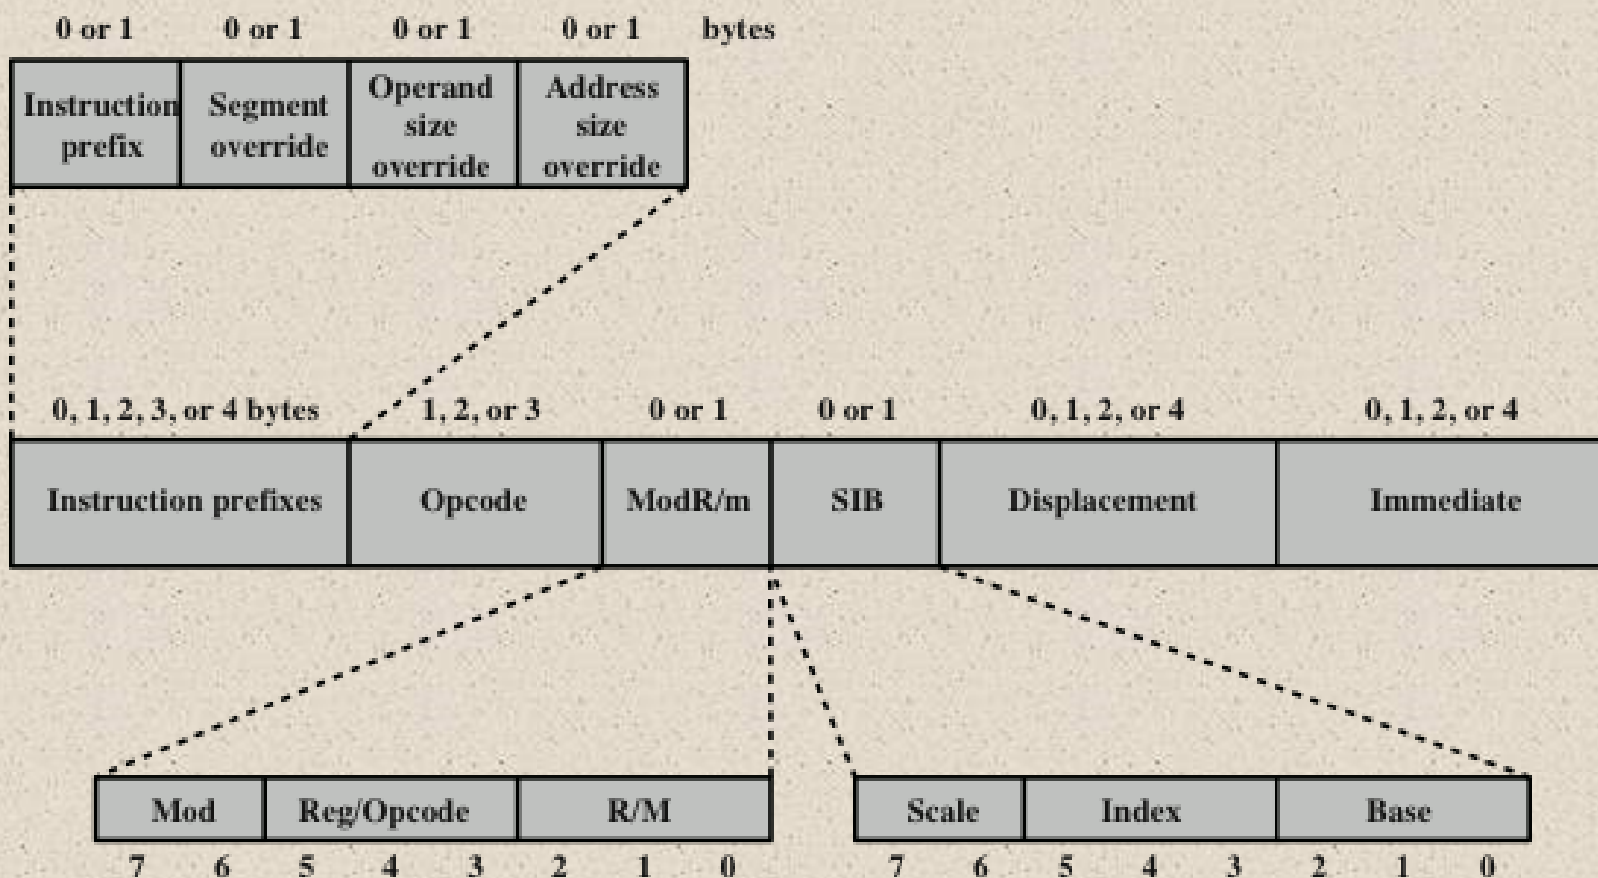 0 or 1 0 or 1 0 or 1 0 or 1 bytes
Instruction prefix
Segment override
Operand size override
Address size override
0, 1, 2, 3, or 4 bytes 1, 2, or 3 0 or 1 0 or 1 0, 1, 2, or 4 0, 1, 2, or 4
Instruction prefixes Opcode ModR/m SIB Displacement Immediate
Mod Reg/Opcode R/M Scale Index Base
7 6 5 4 3 2 1 0 7 6 5 4 3 2 1 0